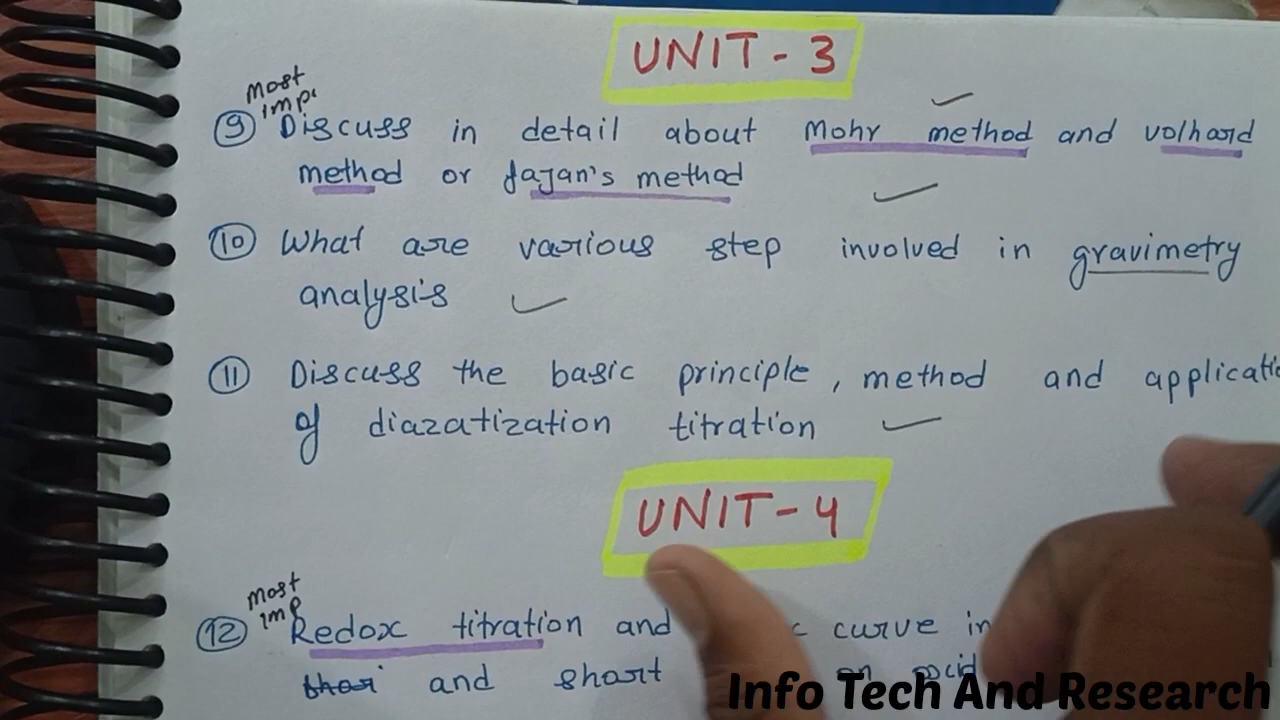 UNIT - 3
most
imp.
9 Discuss in detail about Mohr method and volhard
method or fajan's method
10 What are various step involved in gravimetry
analysis
11 Discuss the basic principle, method and applicatio
of diazatization titration
UNIT - 4
most
imp
12 Redox titration and curve in
and short on
Info Tech And Research